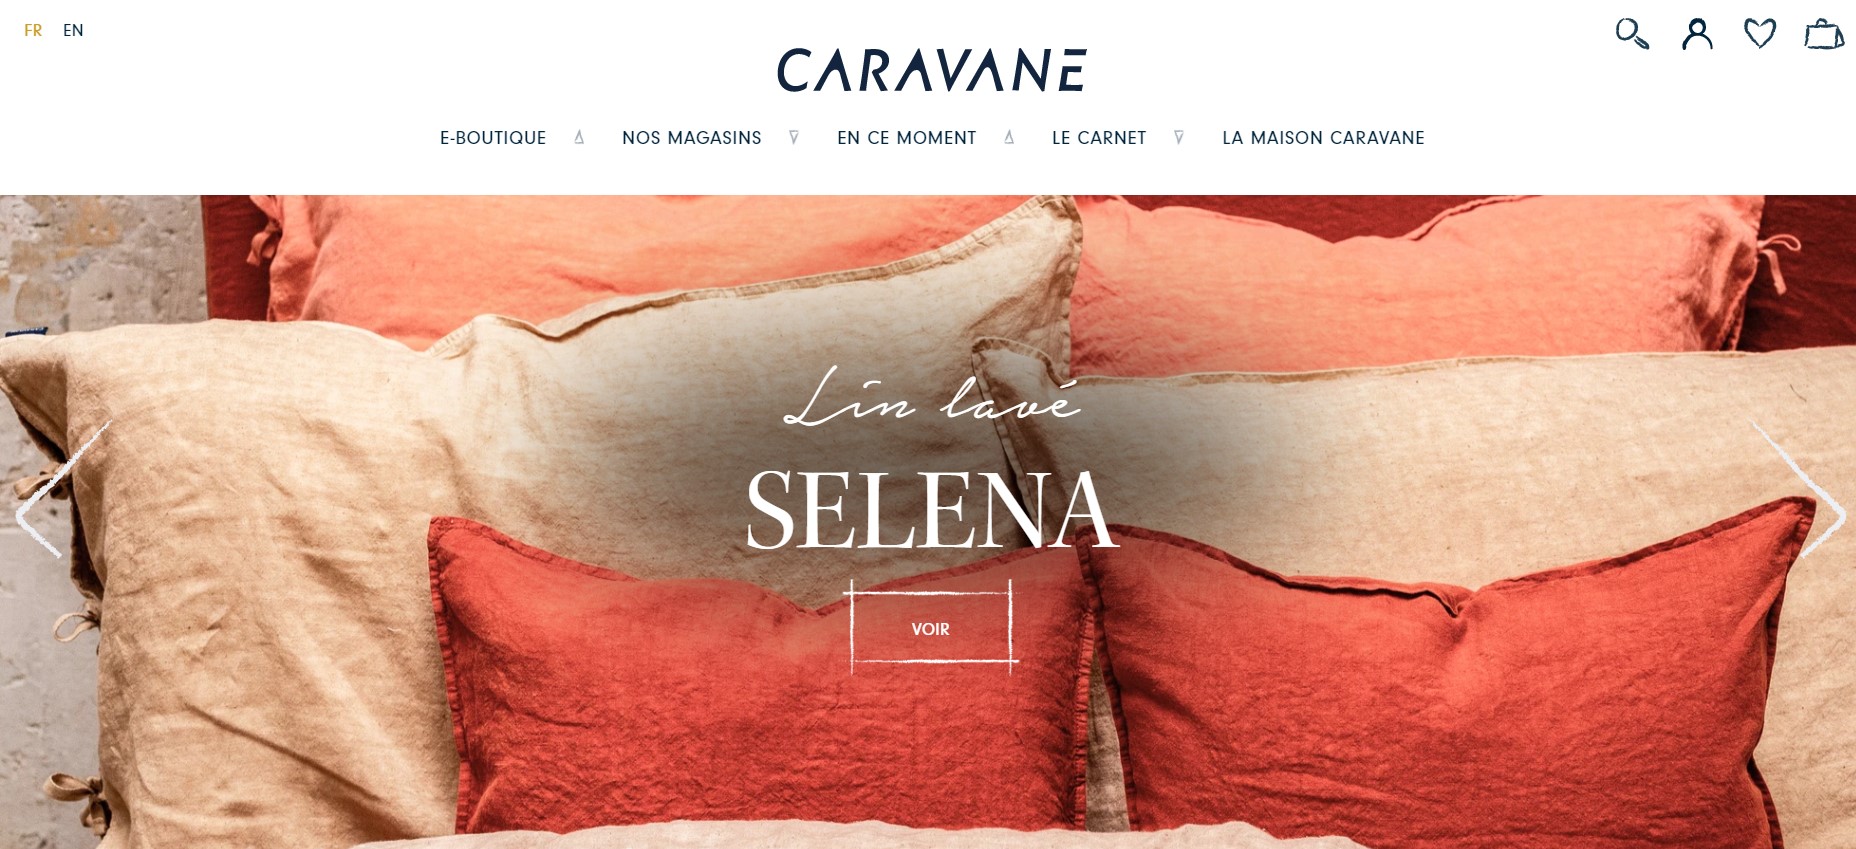 FR EN
CARAVANE
E-BOUTIQUE NOS MAGASINS EN CE MOMENT LE CARNET LA MAISON CARAVANE
Lin lavé
SELENA
VOIR